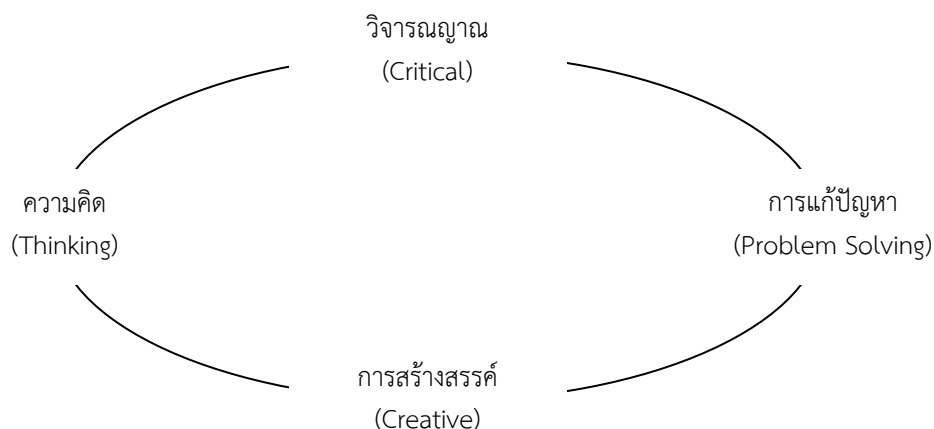 วิจารณญาณ
(Critical)
ความคิด
(Thinking)
การแก้ปัญหา
(Problem Solving)
การสร้างสรรค์
(Creative)